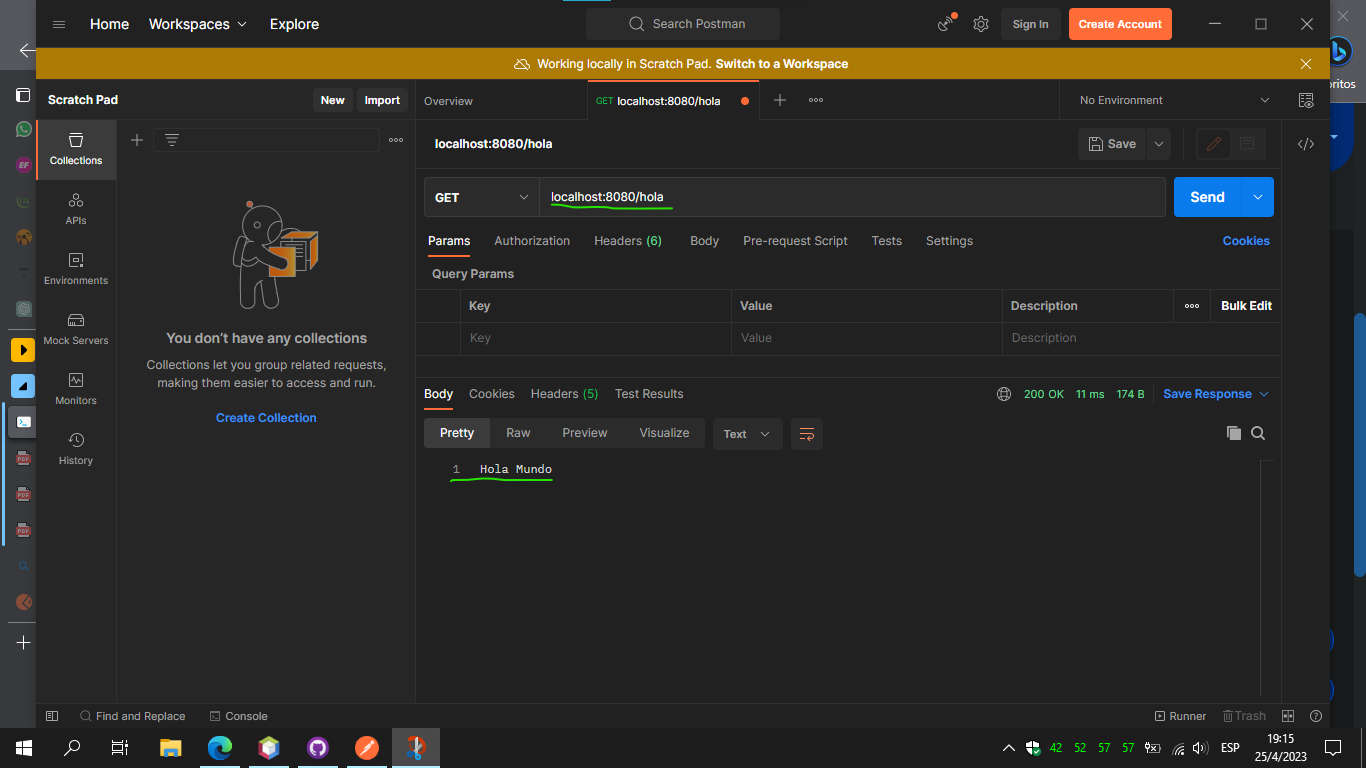 Home Workspaces Explore
Search Postman
Sign In
Create Account
Working locally in Scratch Pad. Switch to a Workspace
ritos
Scratch Pad
New
Import
Overview
GET localhost:8080/hola
No Environment
Collections
APIs
Environments
Mock Servers
Monitors
History
EF
PDF
PDF
PDF
You don't have any collections
Collections let you group related requests,
making them easier to access and run.
Create Collection
localhost:8080/hola
Save
GET
localhost:8080/hola
Send
Params Authorization Headers (6) Body Pre-request Script Tests Settings
Cookies
Query Params
Key Value Description Bulk Edit
Key Value Description
Body Cookies Headers (5) Test Results
200 OK 11 ms 174 B Save Response
Pretty Raw Preview Visualize Text
1 Hola Mundo
Find and Replace Console
Runner Trash
42 52 57 57
ESP
19:15
25/4/2023